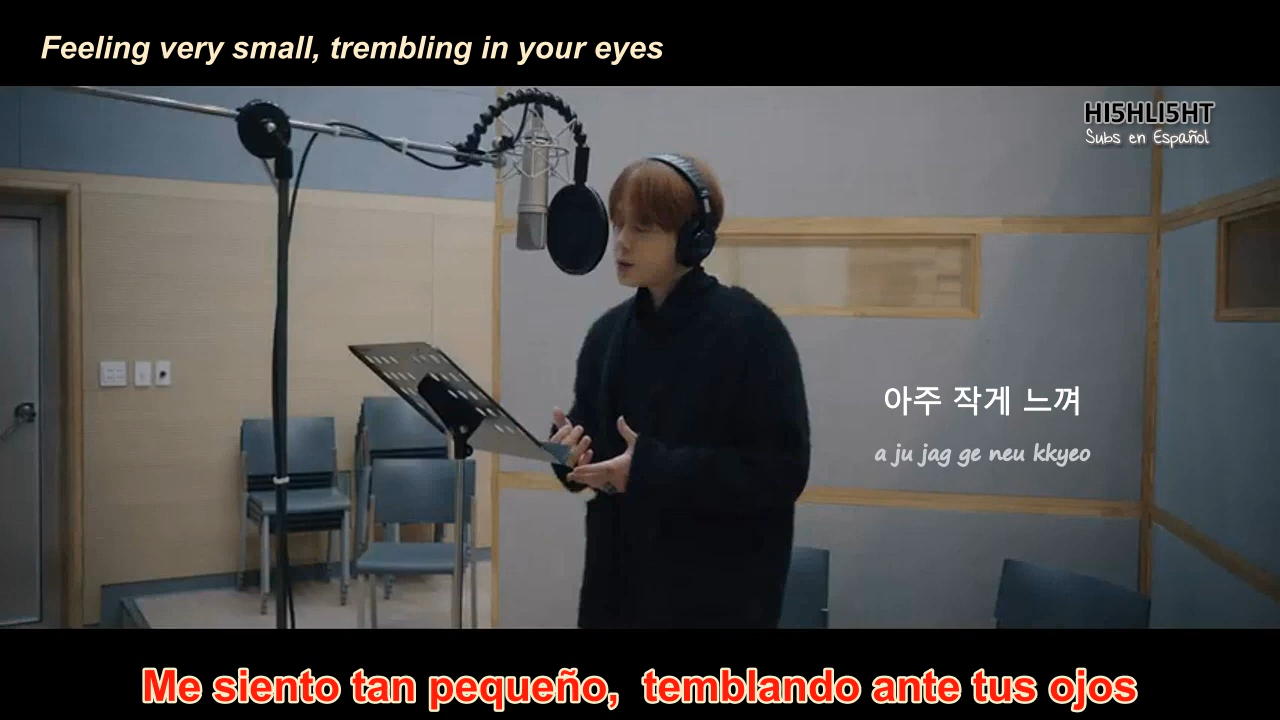 Feeling very small, trembling in your eyes
HI5HLI5HT
Subs en Español
아주 작게 느껴
a ju jag ge neu kkyeo
Me siento tan pequeño, temblando ante tus ojos